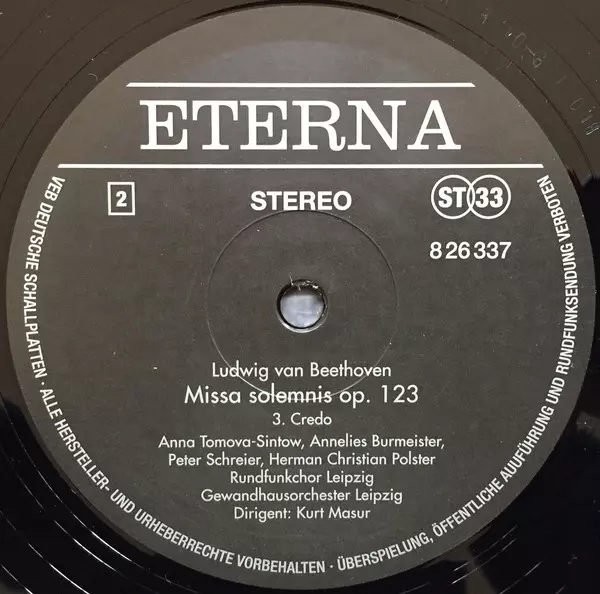 ETERNA
2
STEREO
ST 33
8 26 337
Ludwig van Beethoven
Missa solemnis op. 123
3. Credo
Anna Tomova-Sintow, Annelies Burmeister,
Peter Schreier, Herman Christian Polster
Rundfunkchor Leipzig
Gewandhausorchester Leipzig
Dirigent: Kurt Masur
VEB DEUTSCHE SCHALLPLATTEN · ALLE HERSTELLER- UND URHEBERRECHTE VORBEHALTEN · ÜBERSPIELUNG, ÖFFENTLICHE AUUFÜHRUNG UND RUNDFUNKSENDUNG VERBOTEN